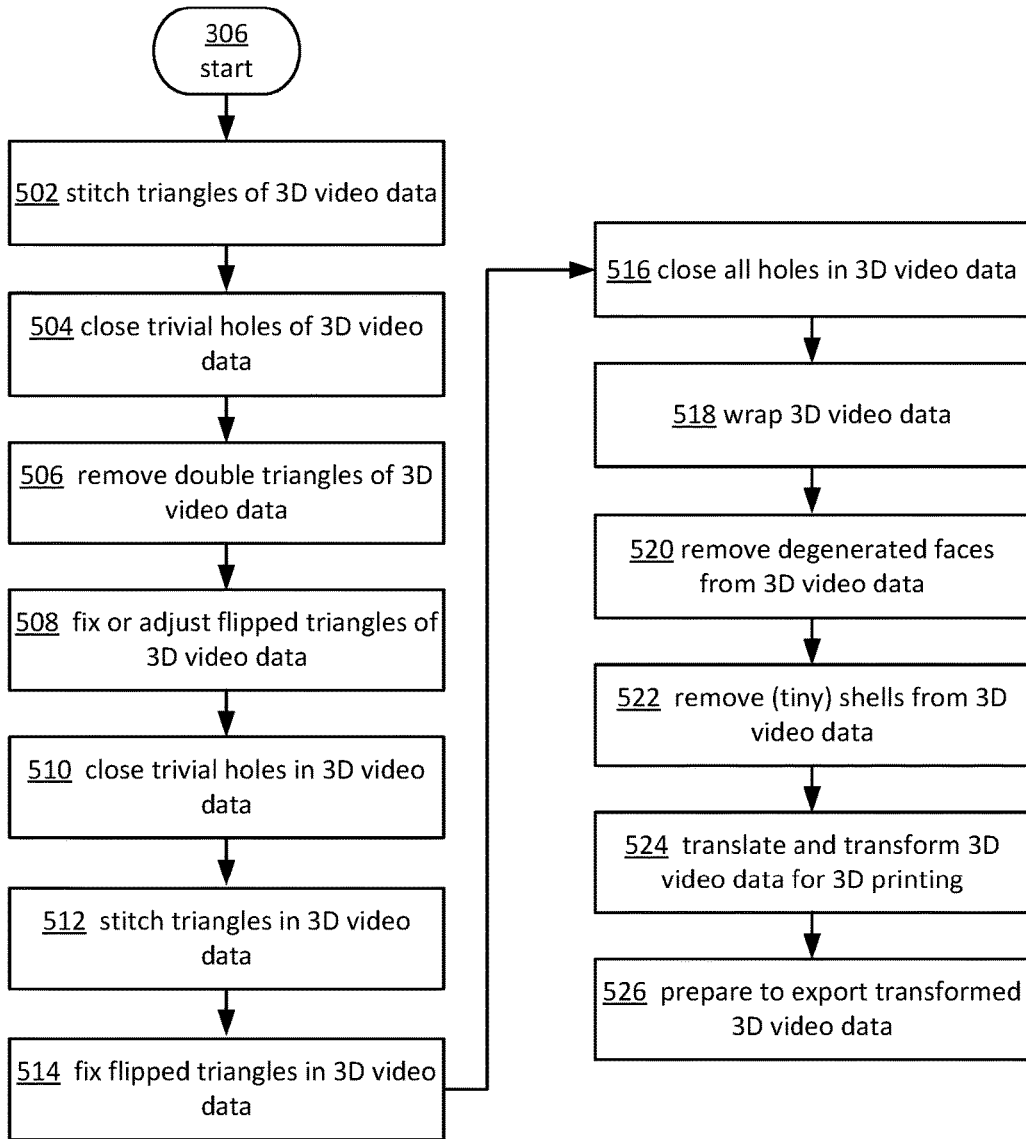 306
start
502 stitch triangles of 3D video data
504 close trivial holes of 3D video
data
506 remove double triangles of 3D
video data
508 fix or adjust flipped triangles of
3D video data
510 close trivial holes in 3D video
data
512 stitch triangles in 3D video
data
514 fix flipped triangles in 3D video
data
516 close all holes in 3D video data
518 wrap 3D video data
520 remove degenerated faces
from 3D video data
522 remove (tiny) shells from 3D
video data
524 translate and transform 3D
video data for 3D printing
526 prepare to export transformed
3D video data